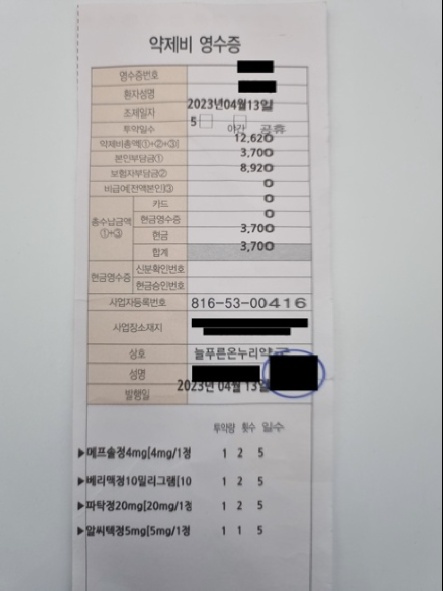 약제비 영수증
영수증번호
환자성명
조제일자 2023년04월13일
투약일수 5 야간 공휴
약제비총액(①+②+③) 12,620
본인부담금① 3,700
보험자부담금② 8,920
비급여[전액본인]③ 0
총수납금액 ①+③
카드 0
현금영수증 0
현금 3,700
합계 3,700
현금영수증
신분확인번호
현금승인번호
사업자등록번호 816-53-00416
사업장소재지
상호 늘푸른온누리약국
성명
발행일 2023년 04월 13일
투약량 횟수 일수
▶메프솔정4mg[4mg/1정 1 2 5
▶베리맥정10밀리그램[10 1 2 5
▶파탁정20mg[20mg/1정 1 2 5
▶알씨텍정5mg[5mg/1정 1 1 5